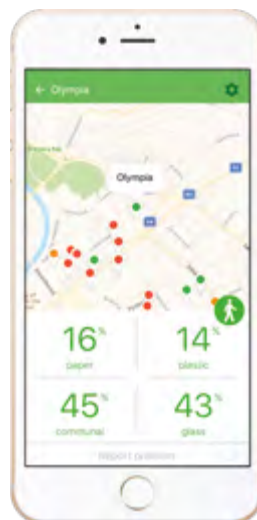 ← Olympia
Olympia
16% 14%
paper plastic
45% 43%
communal glass
Report problem